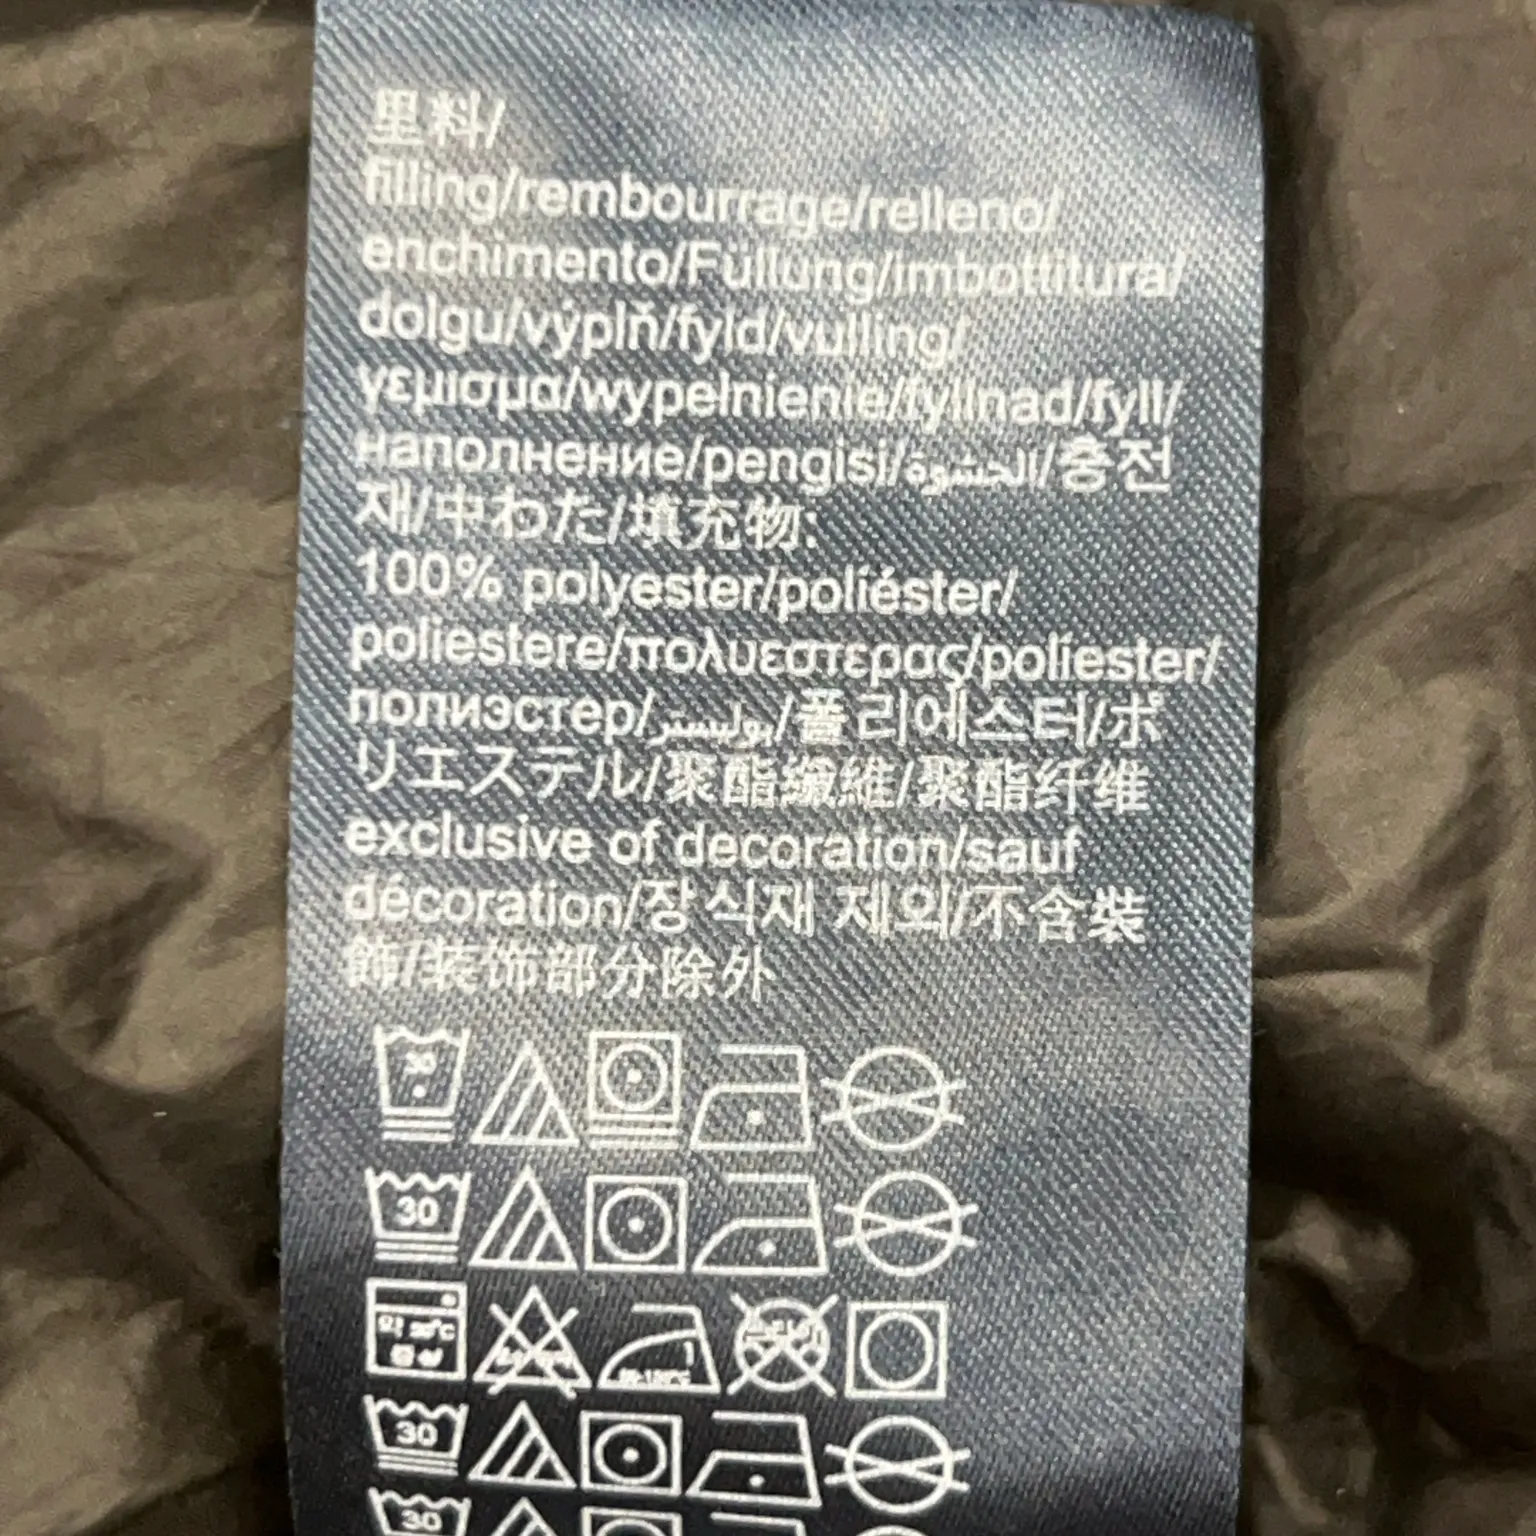 里料/
filling/rembourrage/relleno/
enchimento/Füllung/imbottitura/
dolgu/výplň/fyld/vulling/
γεμισμα/wypełnienie/fyllnad/fyll/
наполнение/pengisi/الحشوة/충전
재/中わた/填充物:
100% polyester/poliéster/
poliestere/πολυεστερας/poliester/
полиэстер/بوليستر/폴리에스터/ポ
リエステル/聚酯纖維/聚酯纤维
exclusive of decoration/sauf
décoration/장식재 제외/不含裝
飾/装饰部分除外
30
30
30
30